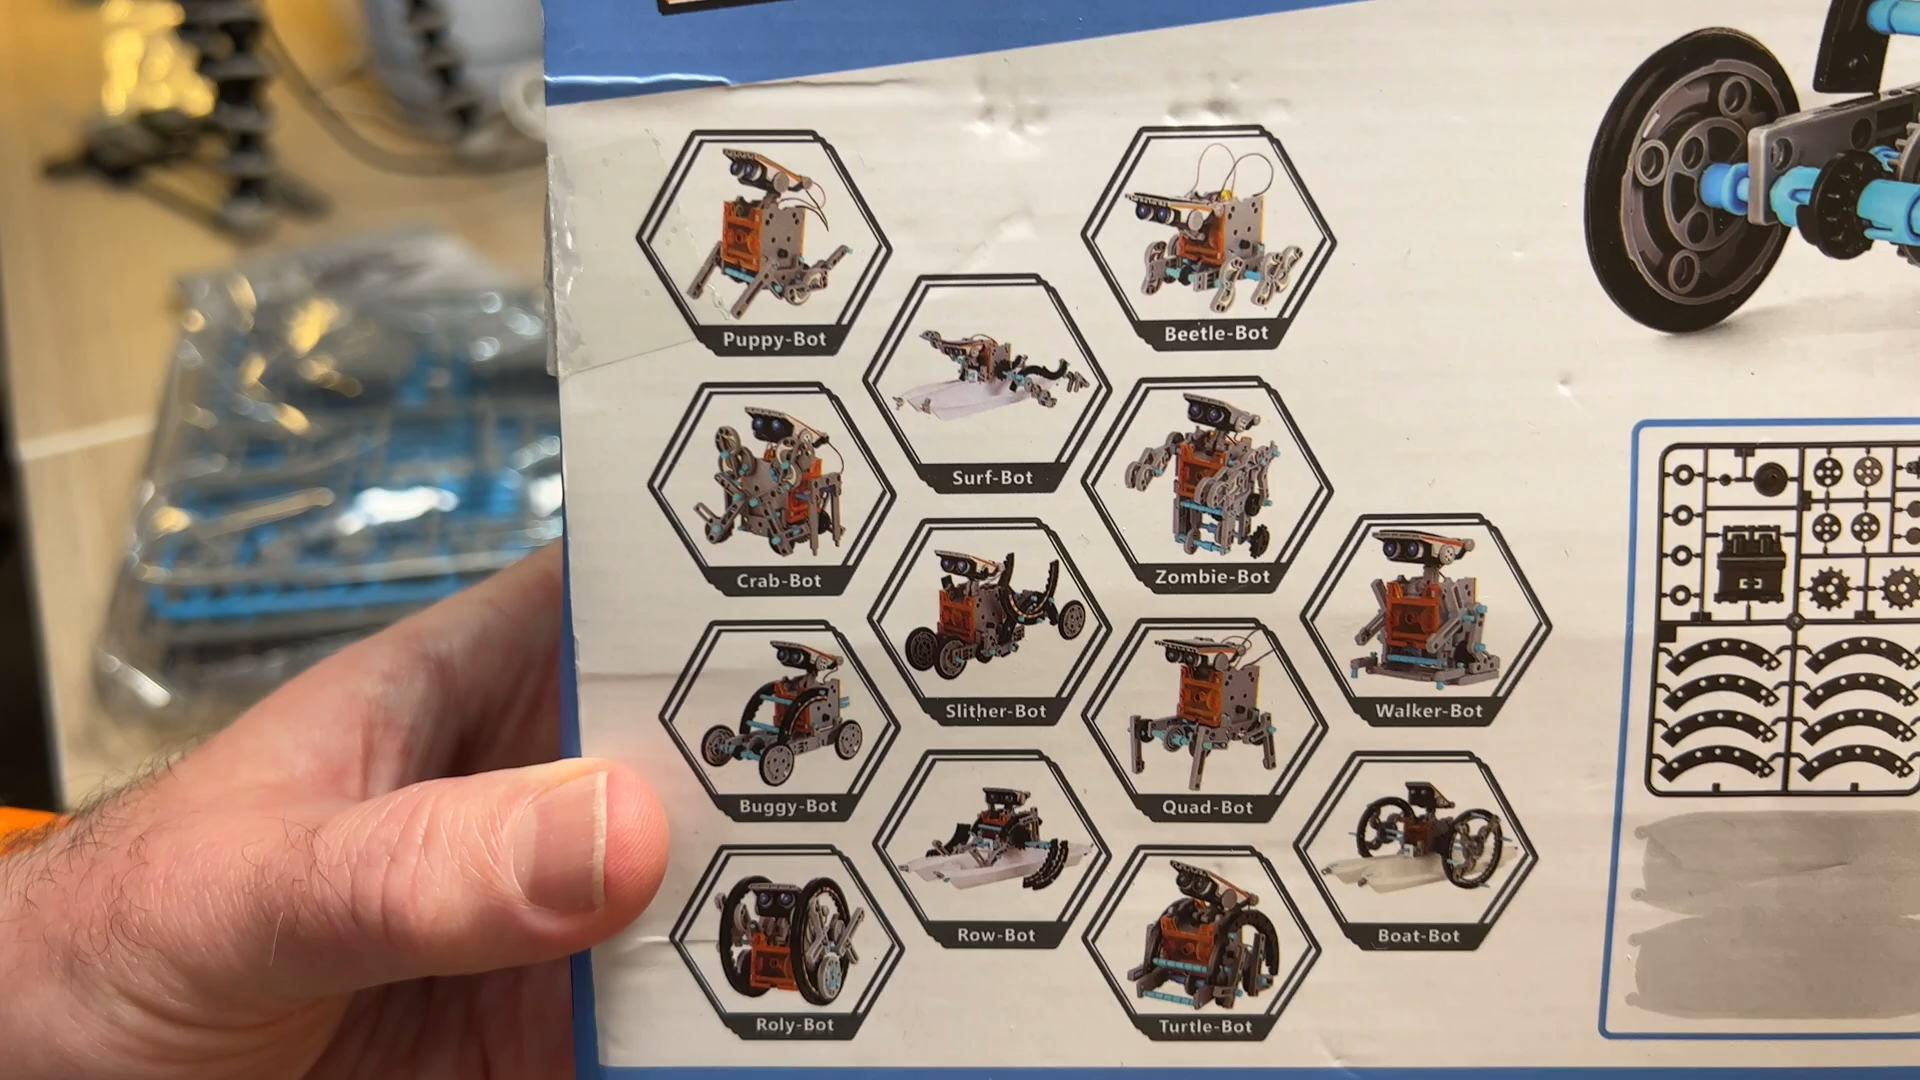 Puppy-Bot
Beetle-Bot
Surf-Bot
Crab-Bot
Zombie-Bot
Slither-Bot
Walker-Bot
Buggy-Bot
Quad-Bot
Row-Bot
Boat-Bot
Roly-Bot
Turtle-Bot